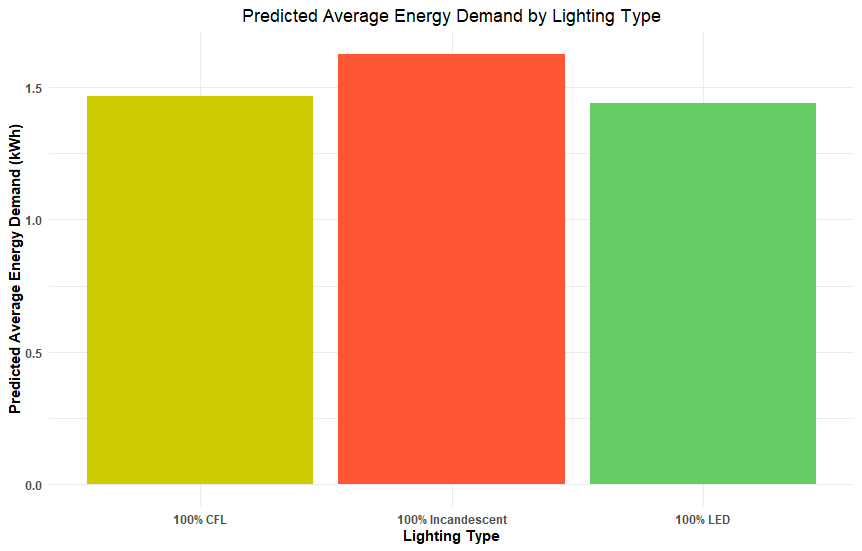 Predicted Average Energy Demand by Lighting Type
Predicted Average Energy Demand (kWh)
1.5
1.0
0.5
0.0
100% CFL
100% Incandescent
100% LED
Lighting Type